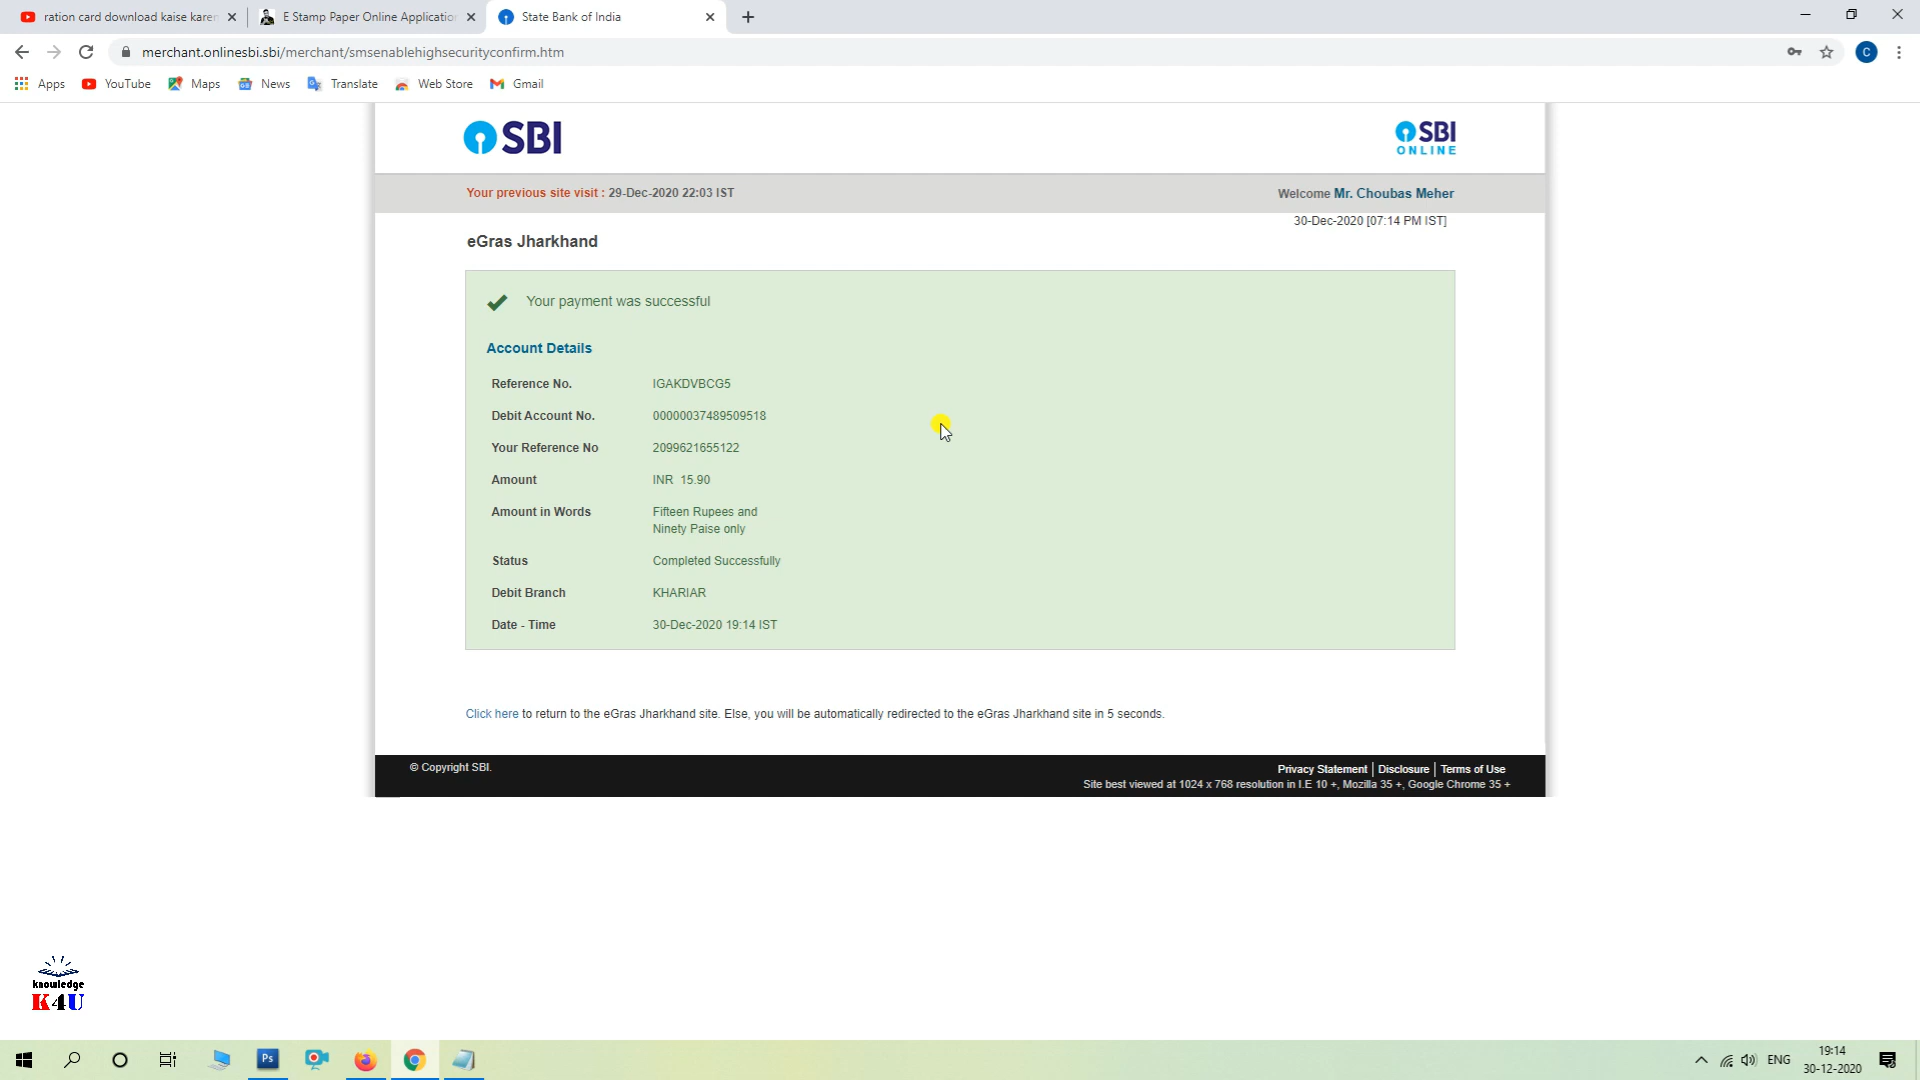 ration card download kaise karen
E Stamp Paper Online Application
State Bank of India
merchant.onlinesbi.sbi/merchant/smsenablehighsecurityconfirm.htm
C
Apps
YouTube
Maps
News
Translate
Web Store
Gmail
SBI
SBI
ONLINE
Your previous site visit : 29-Dec-2020 22:03 IST
Welcome Mr. Choubas Meher
30-Dec-2020 [07:14 PM IST]
eGras Jharkhand
Your payment was successful
Account Details
Reference No. IGAKDVBCG5
Debit Account No. 00000037489509518
Your Reference No 2099621655122
Amount INR 15.90
Amount in Words Fifteen Rupees and
Ninety Paise only
Status Completed Successfully
Debit Branch KHARIAR
Date - Time 30-Dec-2020 19:14 IST
Click here to return to the eGras Jharkhand site. Else, you will be automatically redirected to the eGras Jharkhand site in 5 seconds.
© Copyright SBI.
Privacy Statement | Disclosure | Terms of Use
Site best viewed at 1024 x 768 resolution in I.E 10 +, Mozilla 35 +, Google Chrome 35 +
knowledge
K4U
Ps
ENG
19:14
30-12-2020